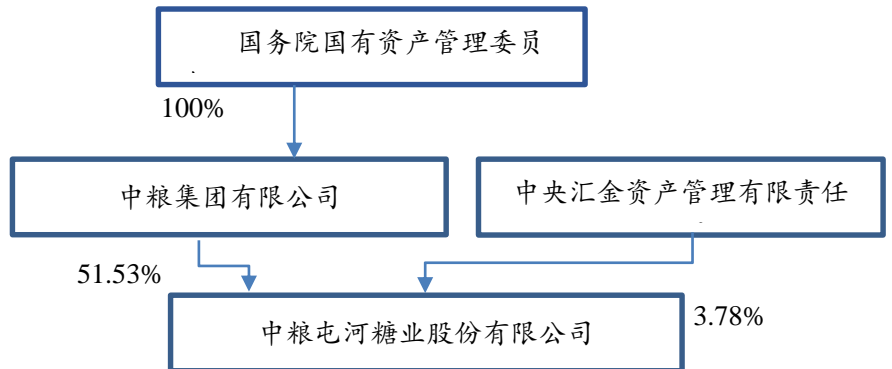 国务院国有资产管理委员
100%
中粮集团有限公司
中央汇金资产管理有限责任
51.53%
中粮屯河糖业股份有限公司
3.78%